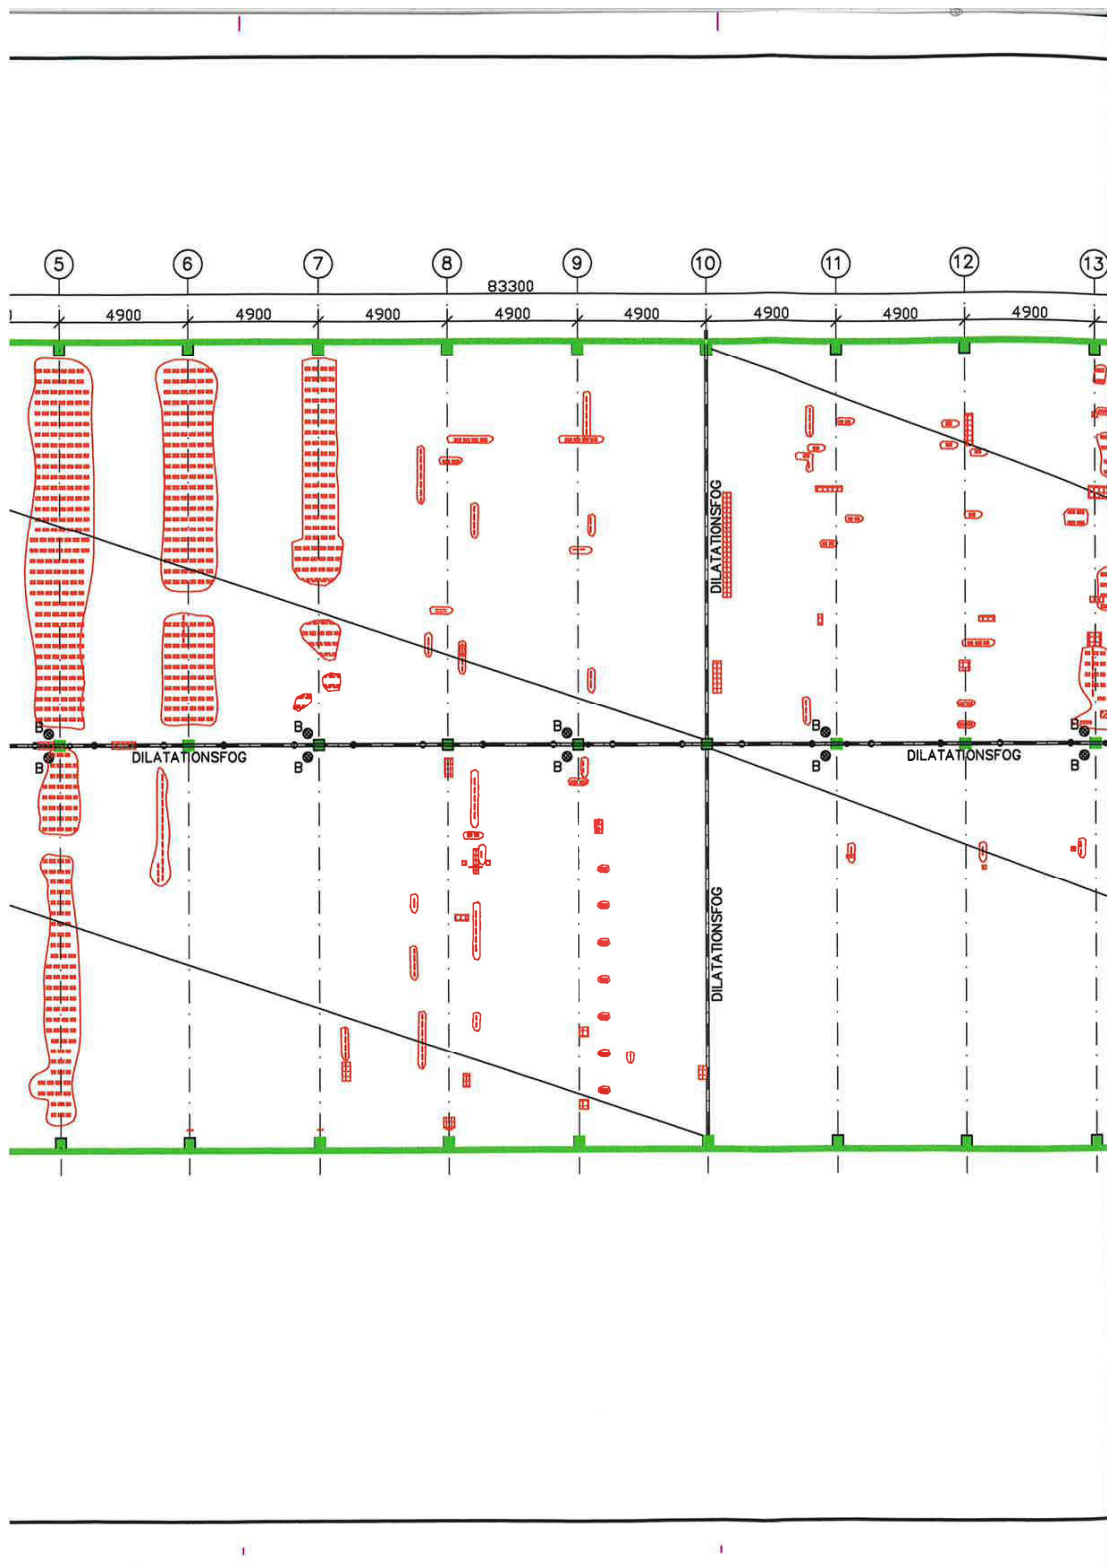 5 6 7 8 9 10 11 12 13
83300
4900 4900 4900 4900 4900 4900 4900 4900
DILATATIONSFOG
B B B B B
DILATATIONSFOG DILATATIONSFOG
B B B B B
DILATATIONSFOG